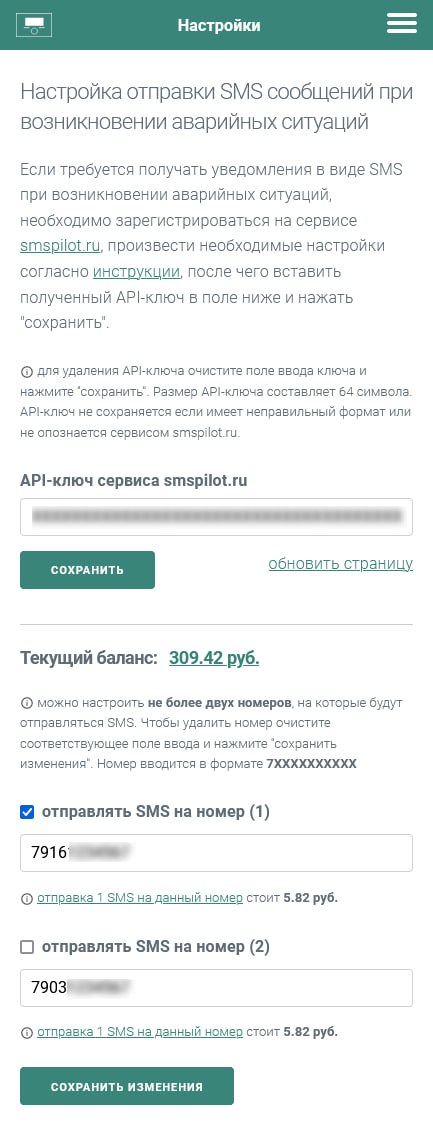 Настройки
Настройка отправки SMS сообщений при
возникновении аварийных ситуаций
Если требуется получать уведомления в виде SMS
при возникновении аварийных ситуаций,
необходимо зарегистрироваться на сервисе
smspilot.ru, произвести необходимые настройки
согласно инструкции, после чего вставить
полученный API-ключ в поле ниже и нажать
"сохранить".
для удаления API-ключа очистите поле ввода ключа и
нажмите "сохранить". Размер API-ключа составляет 64 символа.
API-ключ не сохраняется если имеет неправильный формат или
не опознается сервисом smspilot.ru.
API-ключ сервиса smspilot.ru
СОХРАНИТЬ
обновить страницу
Текущий баланс: 309.42 руб.
можно настроить не более двух номеров, на которые будут
отправляться SMS. Чтобы удалить номер очистите
соответствующее поле ввода и нажмите "сохранить
изменения". Номер вводится в формате 7XXXXXXXXXX
отправлять SMS на номер (1)
7916
отправка 1 SMS на данный номер стоит 5.82 руб.
отправлять SMS на номер (2)
7903
отправка 1 SMS на данный номер стоит 5.82 руб.
СОХРАНИТЬ ИЗМЕНЕНИЯ